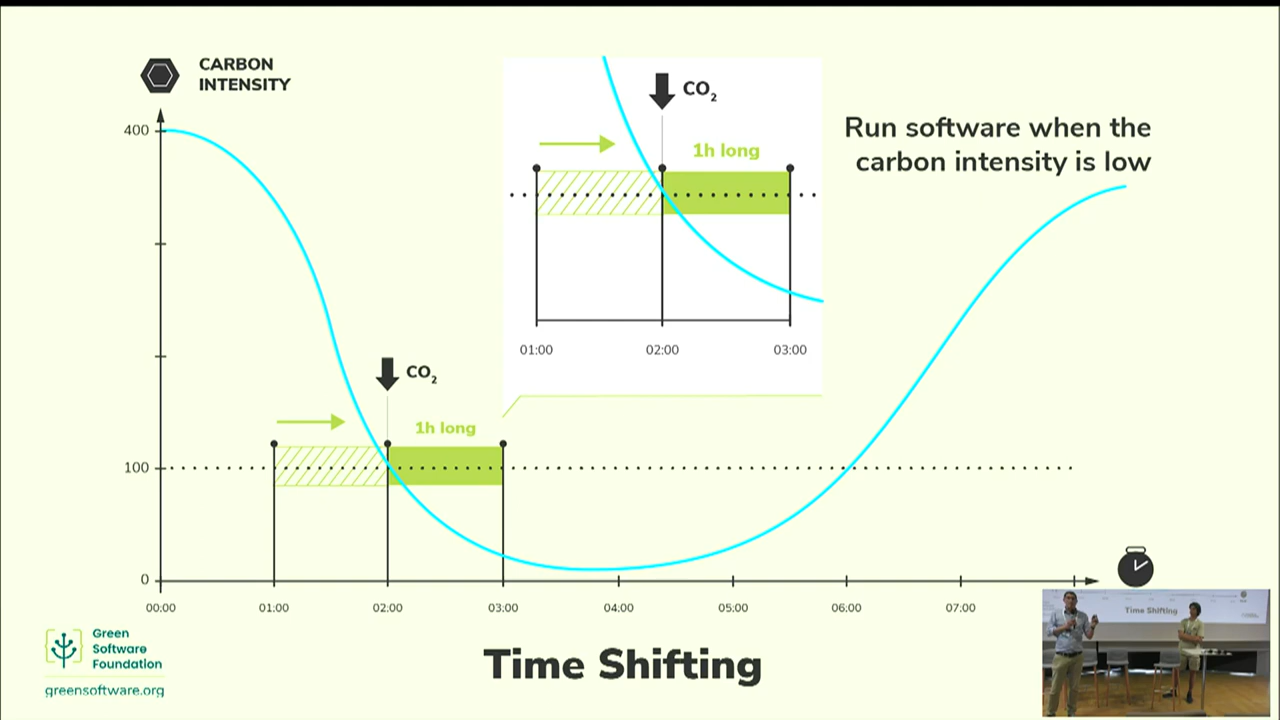 CARBON
INTENSITY
400
100
0
00:00
01:00
02:00
03:00
04:00
05:00
06:00
07:00
CO2
1h long
CO2
1h long
01:00
02:00
03:00
Run software when the
carbon intensity is low
Time Shifting
Green
Software
Foundation
greensoftware.org
Time Shifting